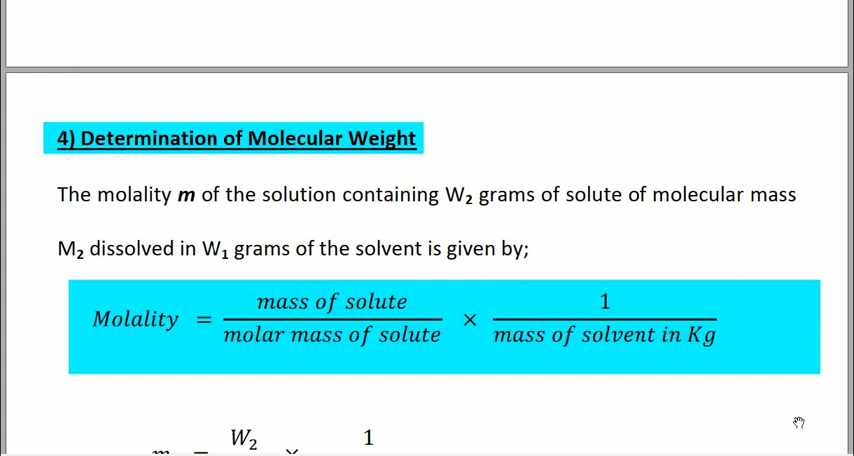 4) Determination of Molecular Weight
The molality m of the solution containing W₂ grams of solute of molecular mass
M₂ dissolved in W₁ grams of the solvent is given by;
Molality = mass of solute / molar mass of solute × 1 / mass of solvent in Kg
W₂ 1
m = ×